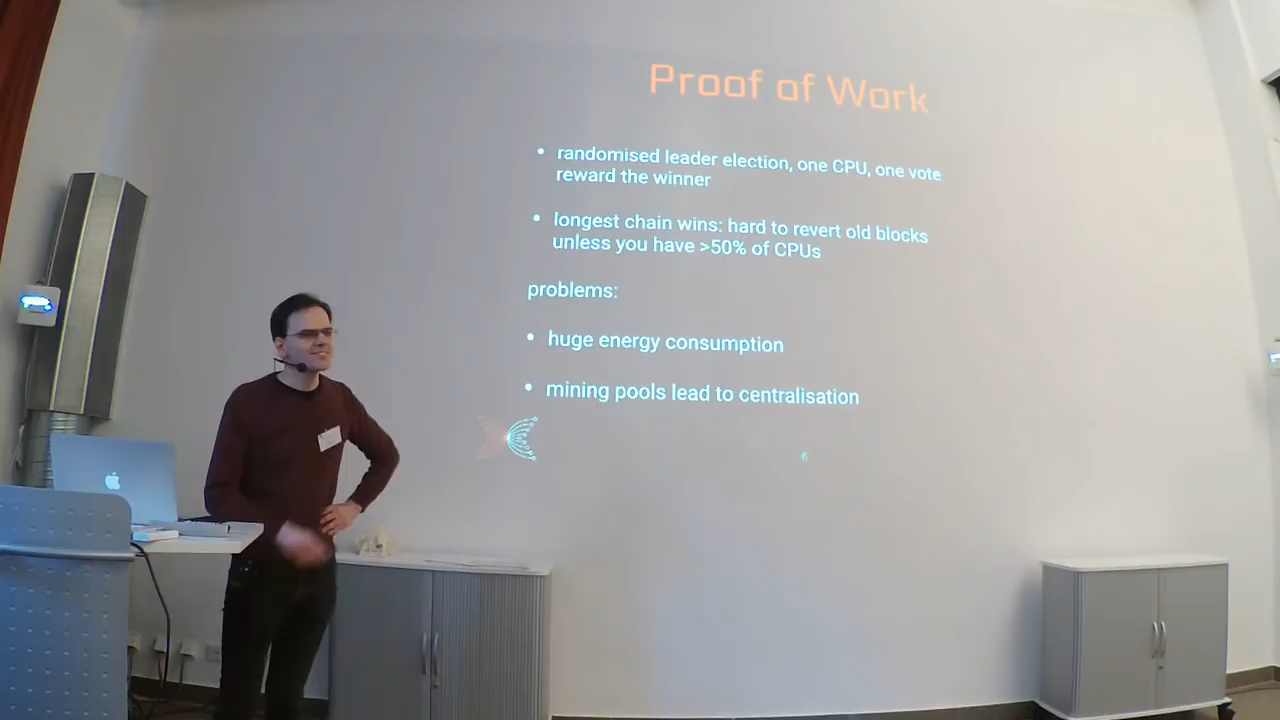 Proof of Work
• randomised leader election, one CPU, one vote
reward the winner
• longest chain wins: hard to revert old blocks
unless you have >50% of CPUs
problems:
• huge energy consumption
• mining pools lead to centralisation
6